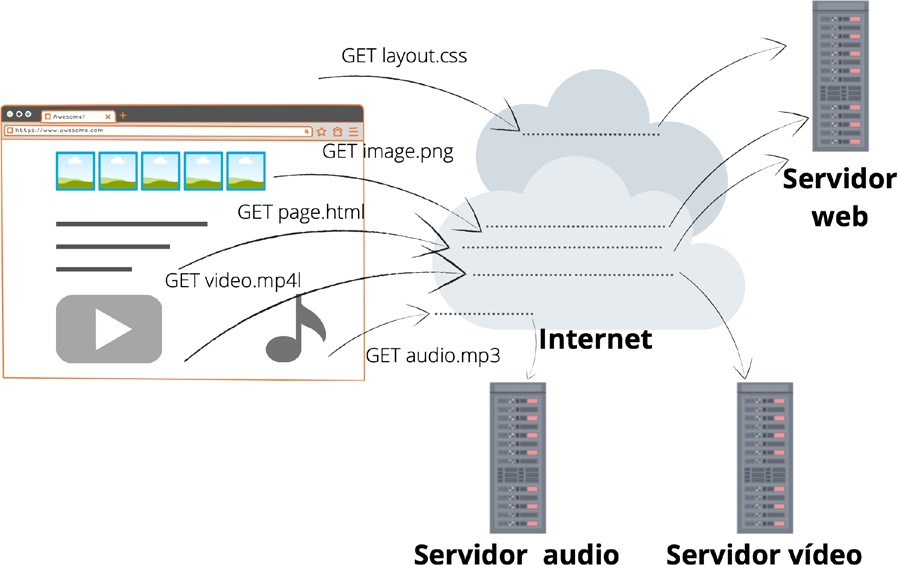 GET layout.css
Awesome!
https://www.awesome.com
GET image.png
GET page.html
GET video.mp4l
GET audio.mp3
Internet
Servidor
web
Servidor audio
Servidor vídeo